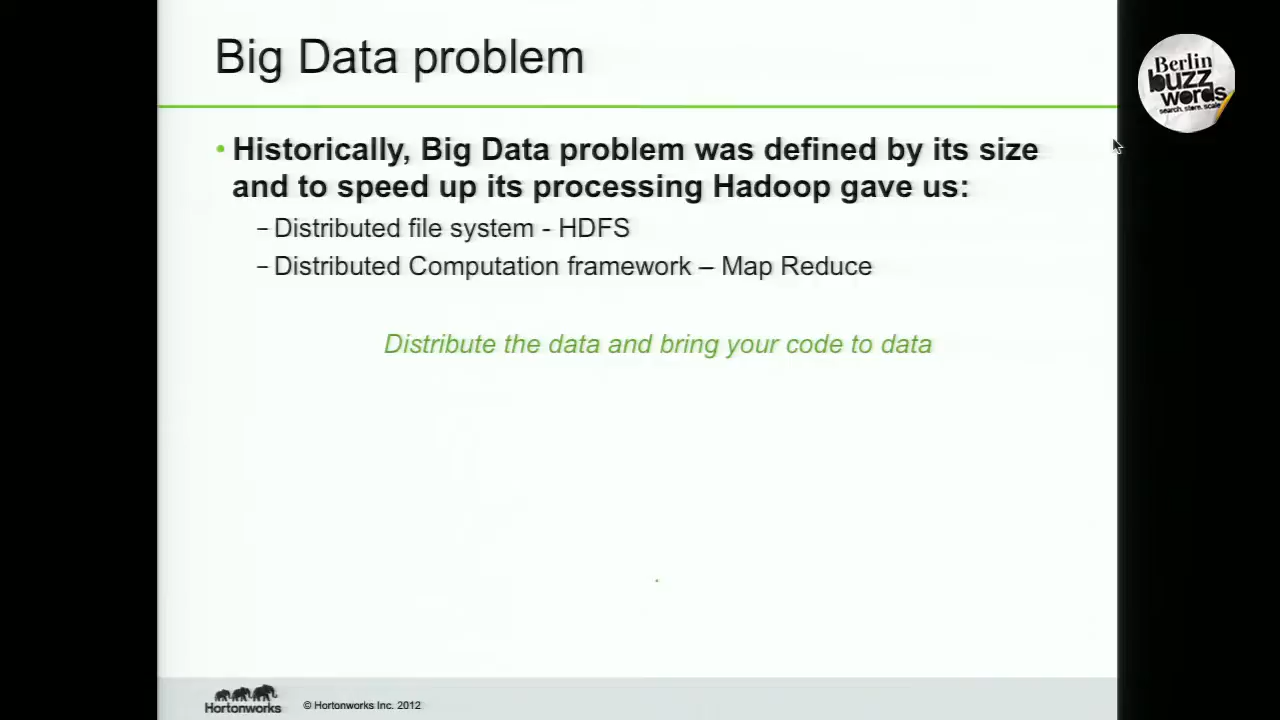 Big Data problem
Berlin
buzz
words
search. store. scale.
• Historically, Big Data problem was defined by its size
and to speed up its processing Hadoop gave us:
– Distributed file system - HDFS
– Distributed Computation framework – Map Reduce
Distribute the data and bring your code to data
Hortonworks
© Hortonworks Inc. 2012